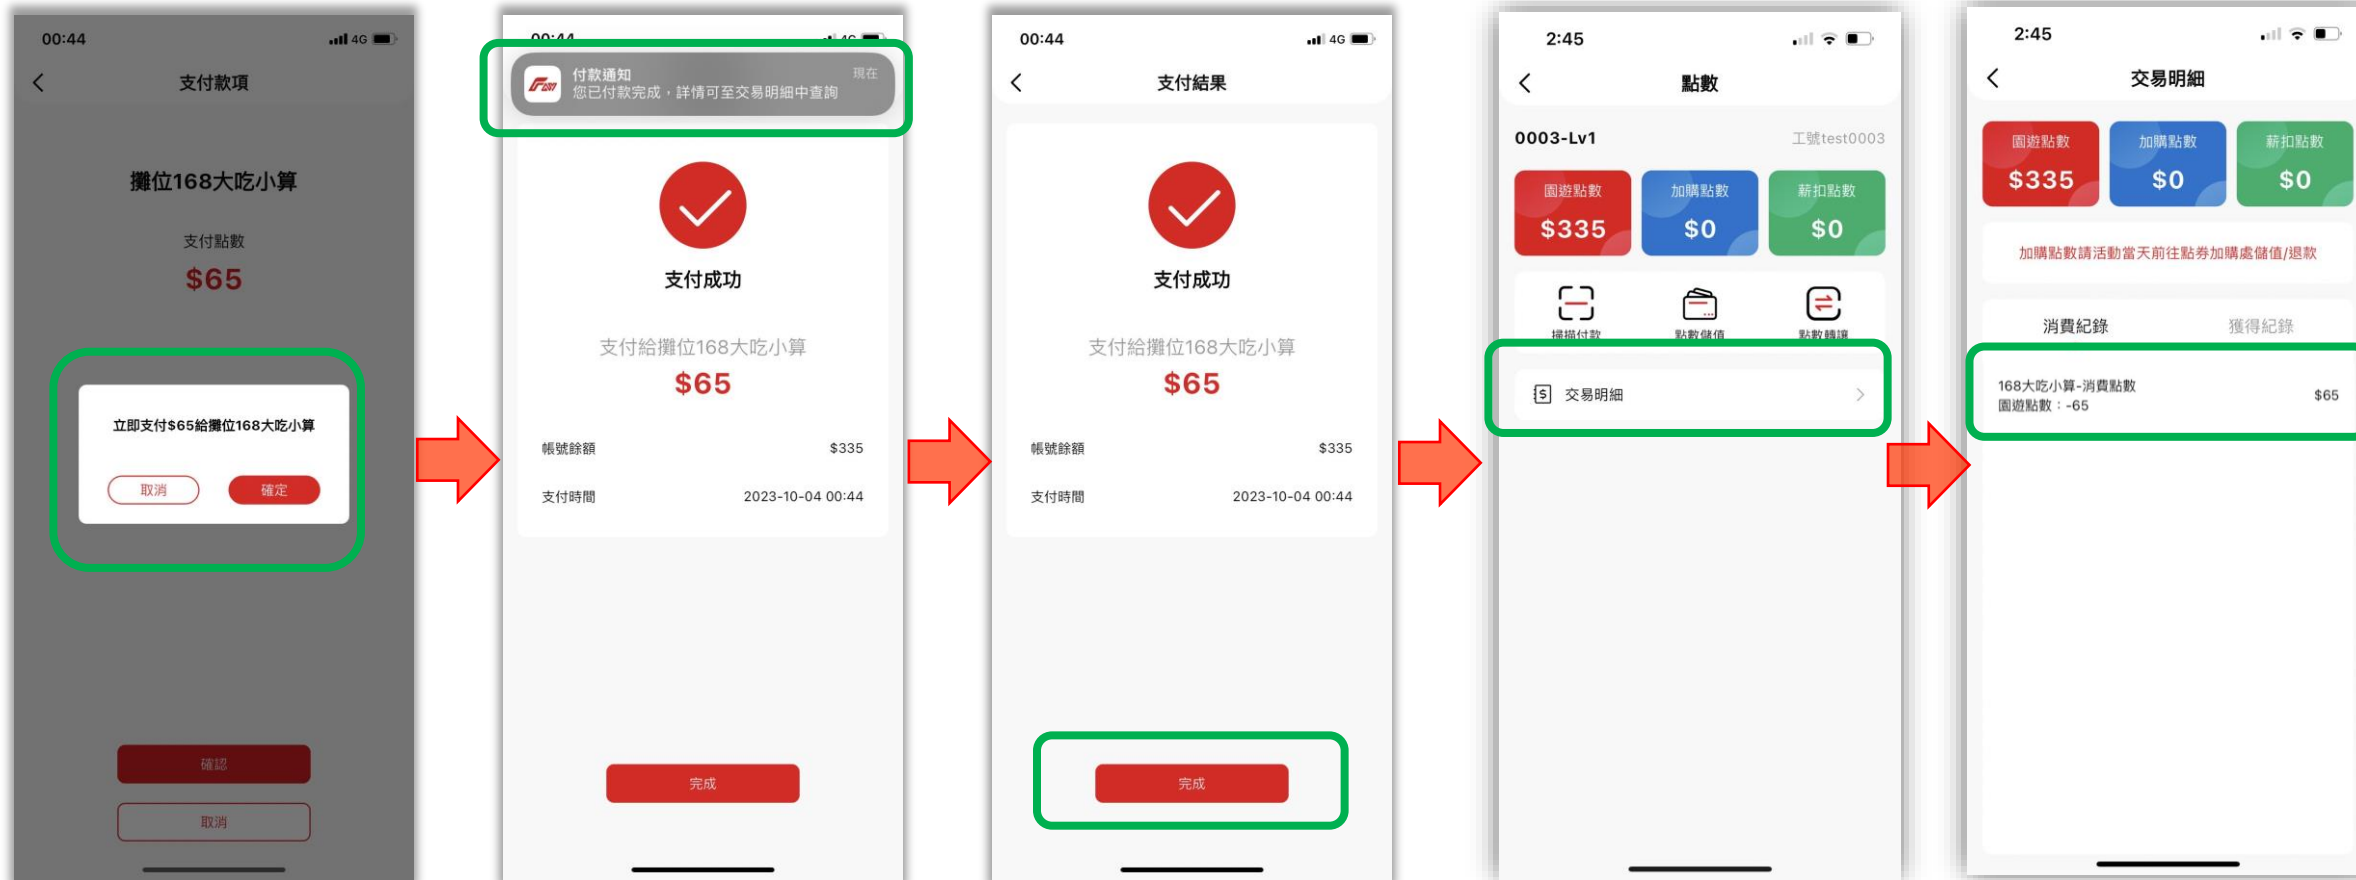 00:44
4G
支付款項
攤位168大吃小算
支付點數
$65
立即支付$65給攤位168大吃小算
取消
確定
確認
取消
00:44
4G
付款通知
現在
您已付款完成，詳情可至交易明細中查詢
支付成功
支付給攤位168大吃小算
$65
帳號餘額
$335
支付時間
2023-10-04 00:44
完成
00:44
4G
支付結果
支付成功
支付給攤位168大吃小算
$65
帳號餘額
$335
支付時間
2023-10-04 00:44
完成
2:45
點數
0003-Lv1
工號test0003
園遊點數
加購點數
薪扣點數
$335
$0
$0
掃描付款
點數儲值
點數轉讓
交易明細
2:45
交易明細
園遊點數
加購點數
薪扣點數
$335
$0
$0
加購點數請活動當天前往點券加購處儲值/退款
消費紀錄
獲得紀錄
168大吃小算-消費點數
園遊點數：-65
$65